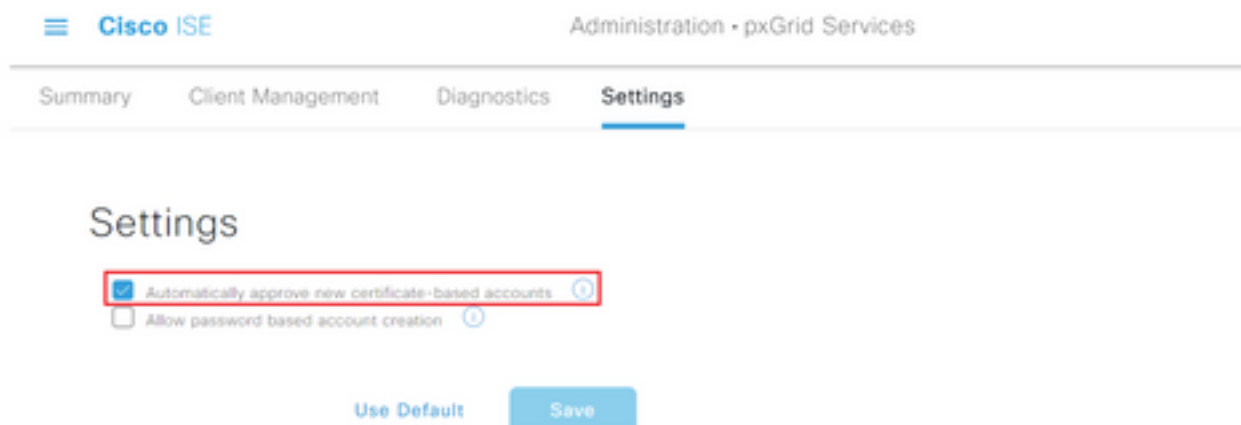 Cisco ISE Administration • pxGrid Services
Summary Client Management Diagnostics Settings
Settings
Automatically approve new certificate-based accounts
Allow password based account creation
Use Default Save